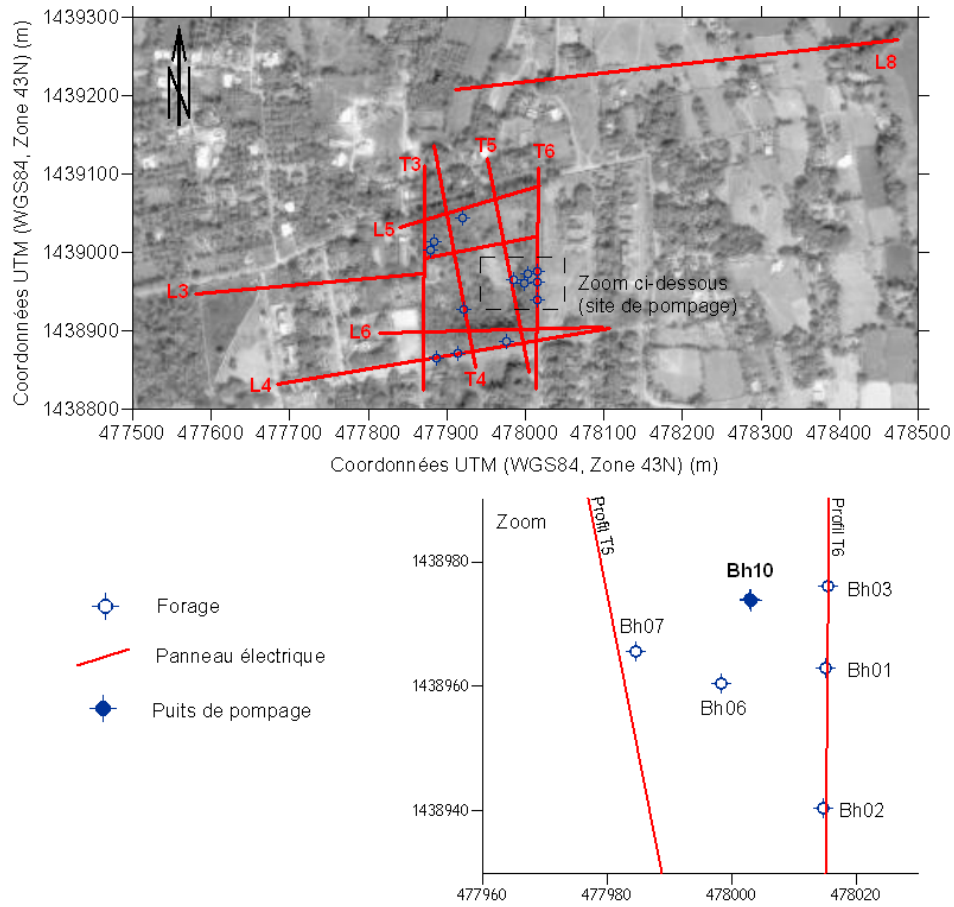 1439300
1439200
1439100
1439000
1438900
1438800
Coordonnées UTM (WGS84, Zone 43N) (m)
N
L8
T3
T5
T6
L5
L3
Zoom ci-dessous
(site de pompage)
L6
L4
T4
477500 477600 477700 477800 477900 478000 478100 478200 478300 478400 478500
Coordonnées UTM (WGS84, Zone 43N) (m)
Zoom
Profil T5
Profil T6
1438980
1438960
1438940
Bh10
Bh03
Bh07
Bh01
Bh06
Bh02
477960 477980 478000 478020
Forage
Panneau électrique
Puits de pompage